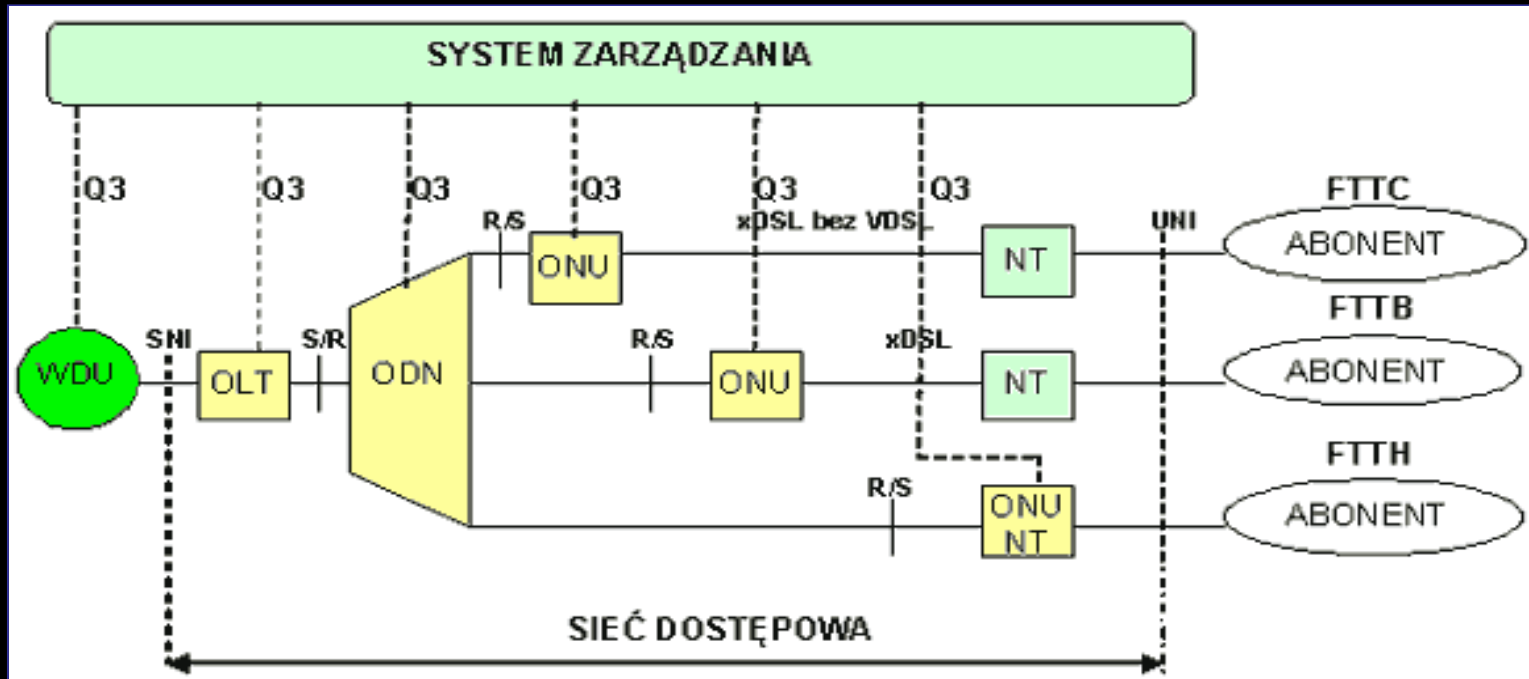 SYSTEM ZARZĄDZANIA
Q3 Q3 Q3 Q3 Q3 Q3
FTTC
R/S xDSL bez VDSL UNI
ONU NT ABONENT
FTTB
SNI S/R R/S xDSL
WDU OLT ODN ONU NT ABONENT
FTTH
R/S
ONU NT ABONENT
SIEĆ DOSTĘPOWA